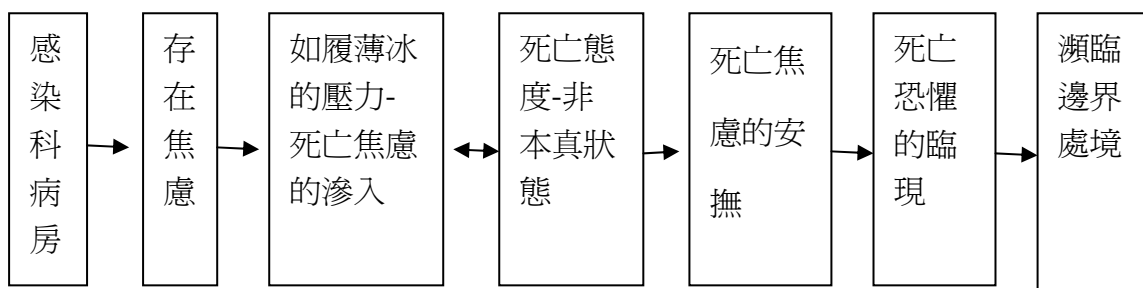 感
染
科
病
房
存
在
焦
慮
如履薄冰
的壓力-
死亡焦慮
的滲入
死亡態
度-非
本真狀
態
死亡焦
慮的安
撫
死亡
恐懼
的臨
現
瀕臨
邊界
處境